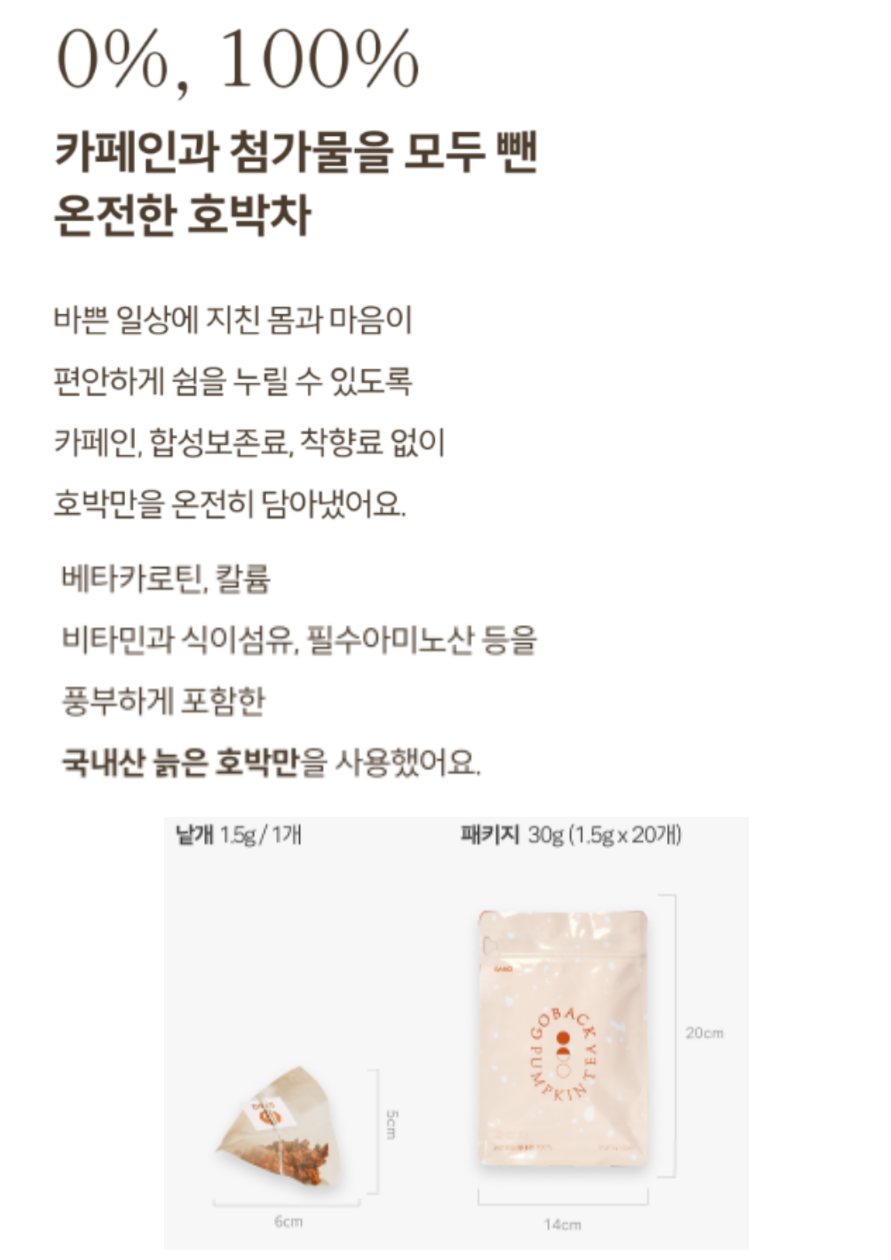 0%, 100%
카페인과 첨가물을 모두 뺀
온전한 호박차
바쁜 일상에 지친 몸과 마음이
편안하게 쉼을 누릴 수 있도록
카페인, 합성보존료, 착향료 없이
호박만을 온전히 담아냈어요.
베타카로틴, 칼륨
비타민과 식이섬유, 필수아미노산 등을
풍부하게 포함한
국내산 늙은 호박만을 사용했어요.
낱개 1.5g / 1개
패키지 30g (1.5g x 20개)
GOBACK PUMPKIN TEA
20cm
5cm
6cm
14cm